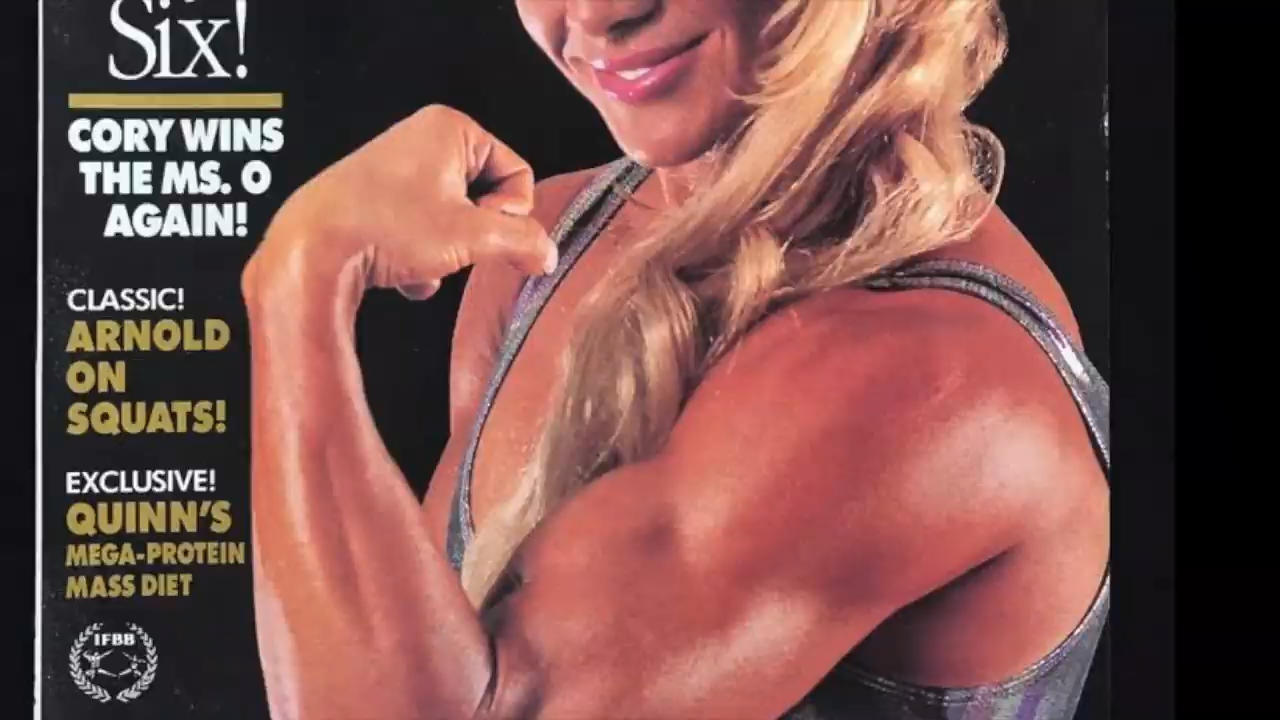 Six!
CORY WINS
THE MS. O
AGAIN!
CLASSIC!
ARNOLD
ON
SQUATS!
EXCLUSIVE!
QUINN'S
MEGA-PROTEIN
MASS DIET
IFBB